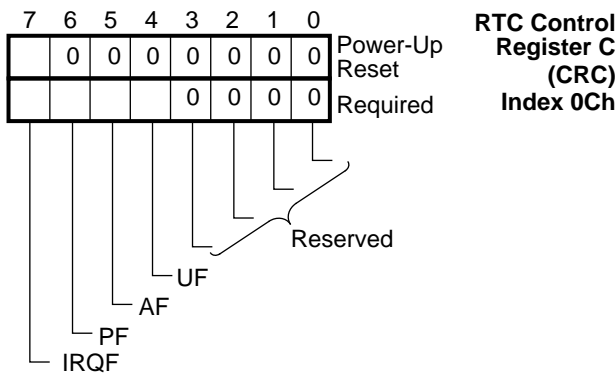 7 6 5 4 3 2 1 0
0 0 0 0 0 0 0
Power-Up
Reset
0 0 0 0
Required
RTC Control
Register C
(CRC)
Index 0Ch
Reserved
UF
AF
PF
IRQF